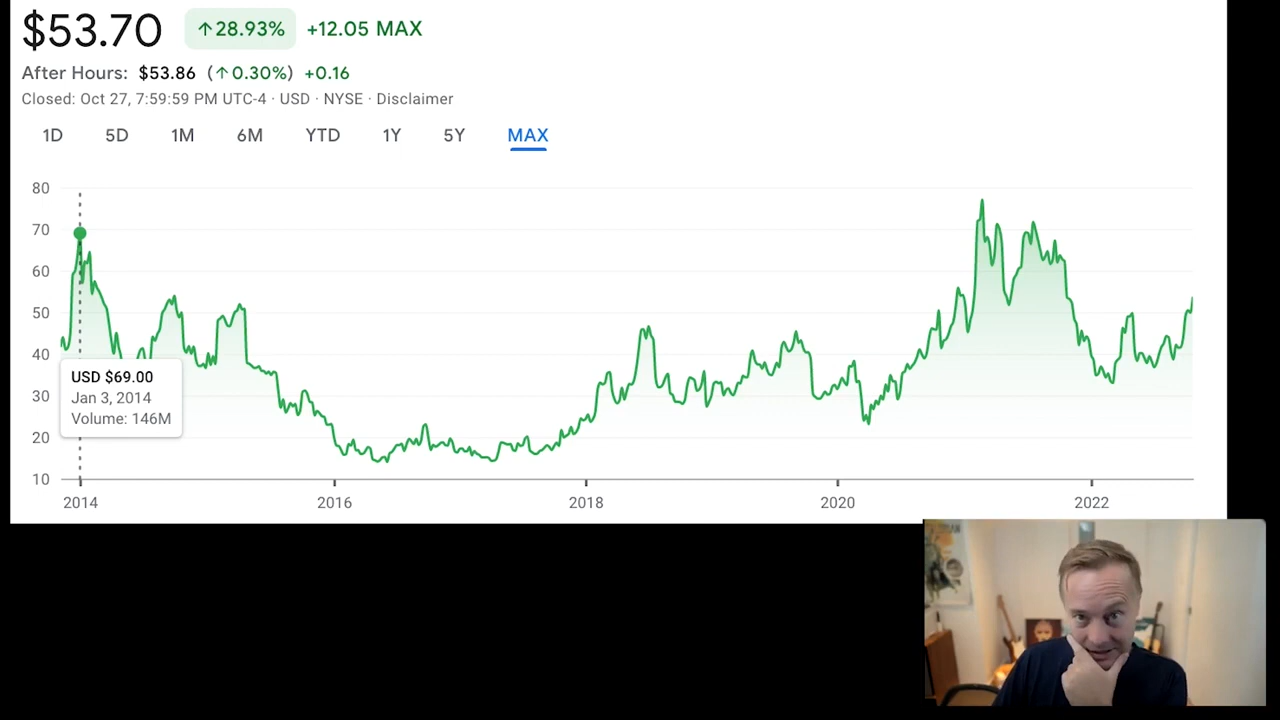 $53.70 ↑28.93% +12.05 MAX
After Hours: $53.86 (↑0.30%) +0.16
Closed: Oct 27, 7:59:59 PM UTC-4 · USD · NYSE · Disclaimer
1D 5D 1M 6M YTD 1Y 5Y MAX
80
70
60
50
40
30
20
10
USD $69.00
Jan 3, 2014
Volume: 146M
2014 2016 2018 2020 2022